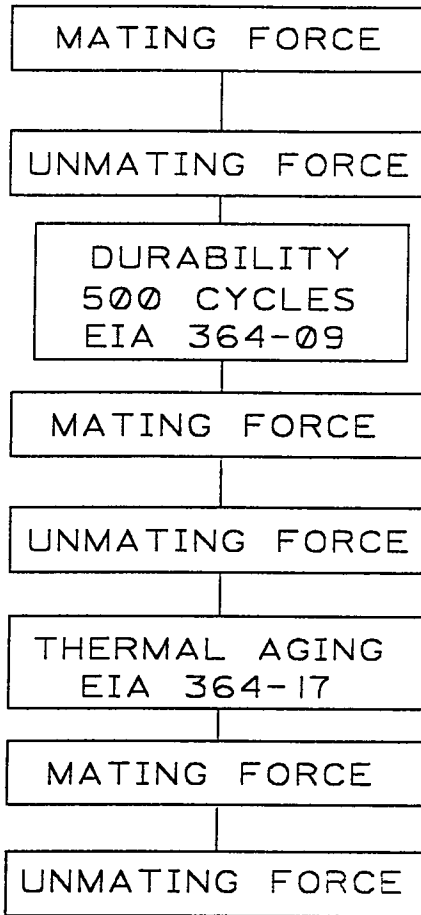 MATING FORCE
UNMATING FORCE
DURABILITY
500 CYCLES
EIA 364-09
MATING FORCE
UNMATING FORCE
THERMAL AGING
EIA 364-17
MATING FORCE
UNMATING FORCE